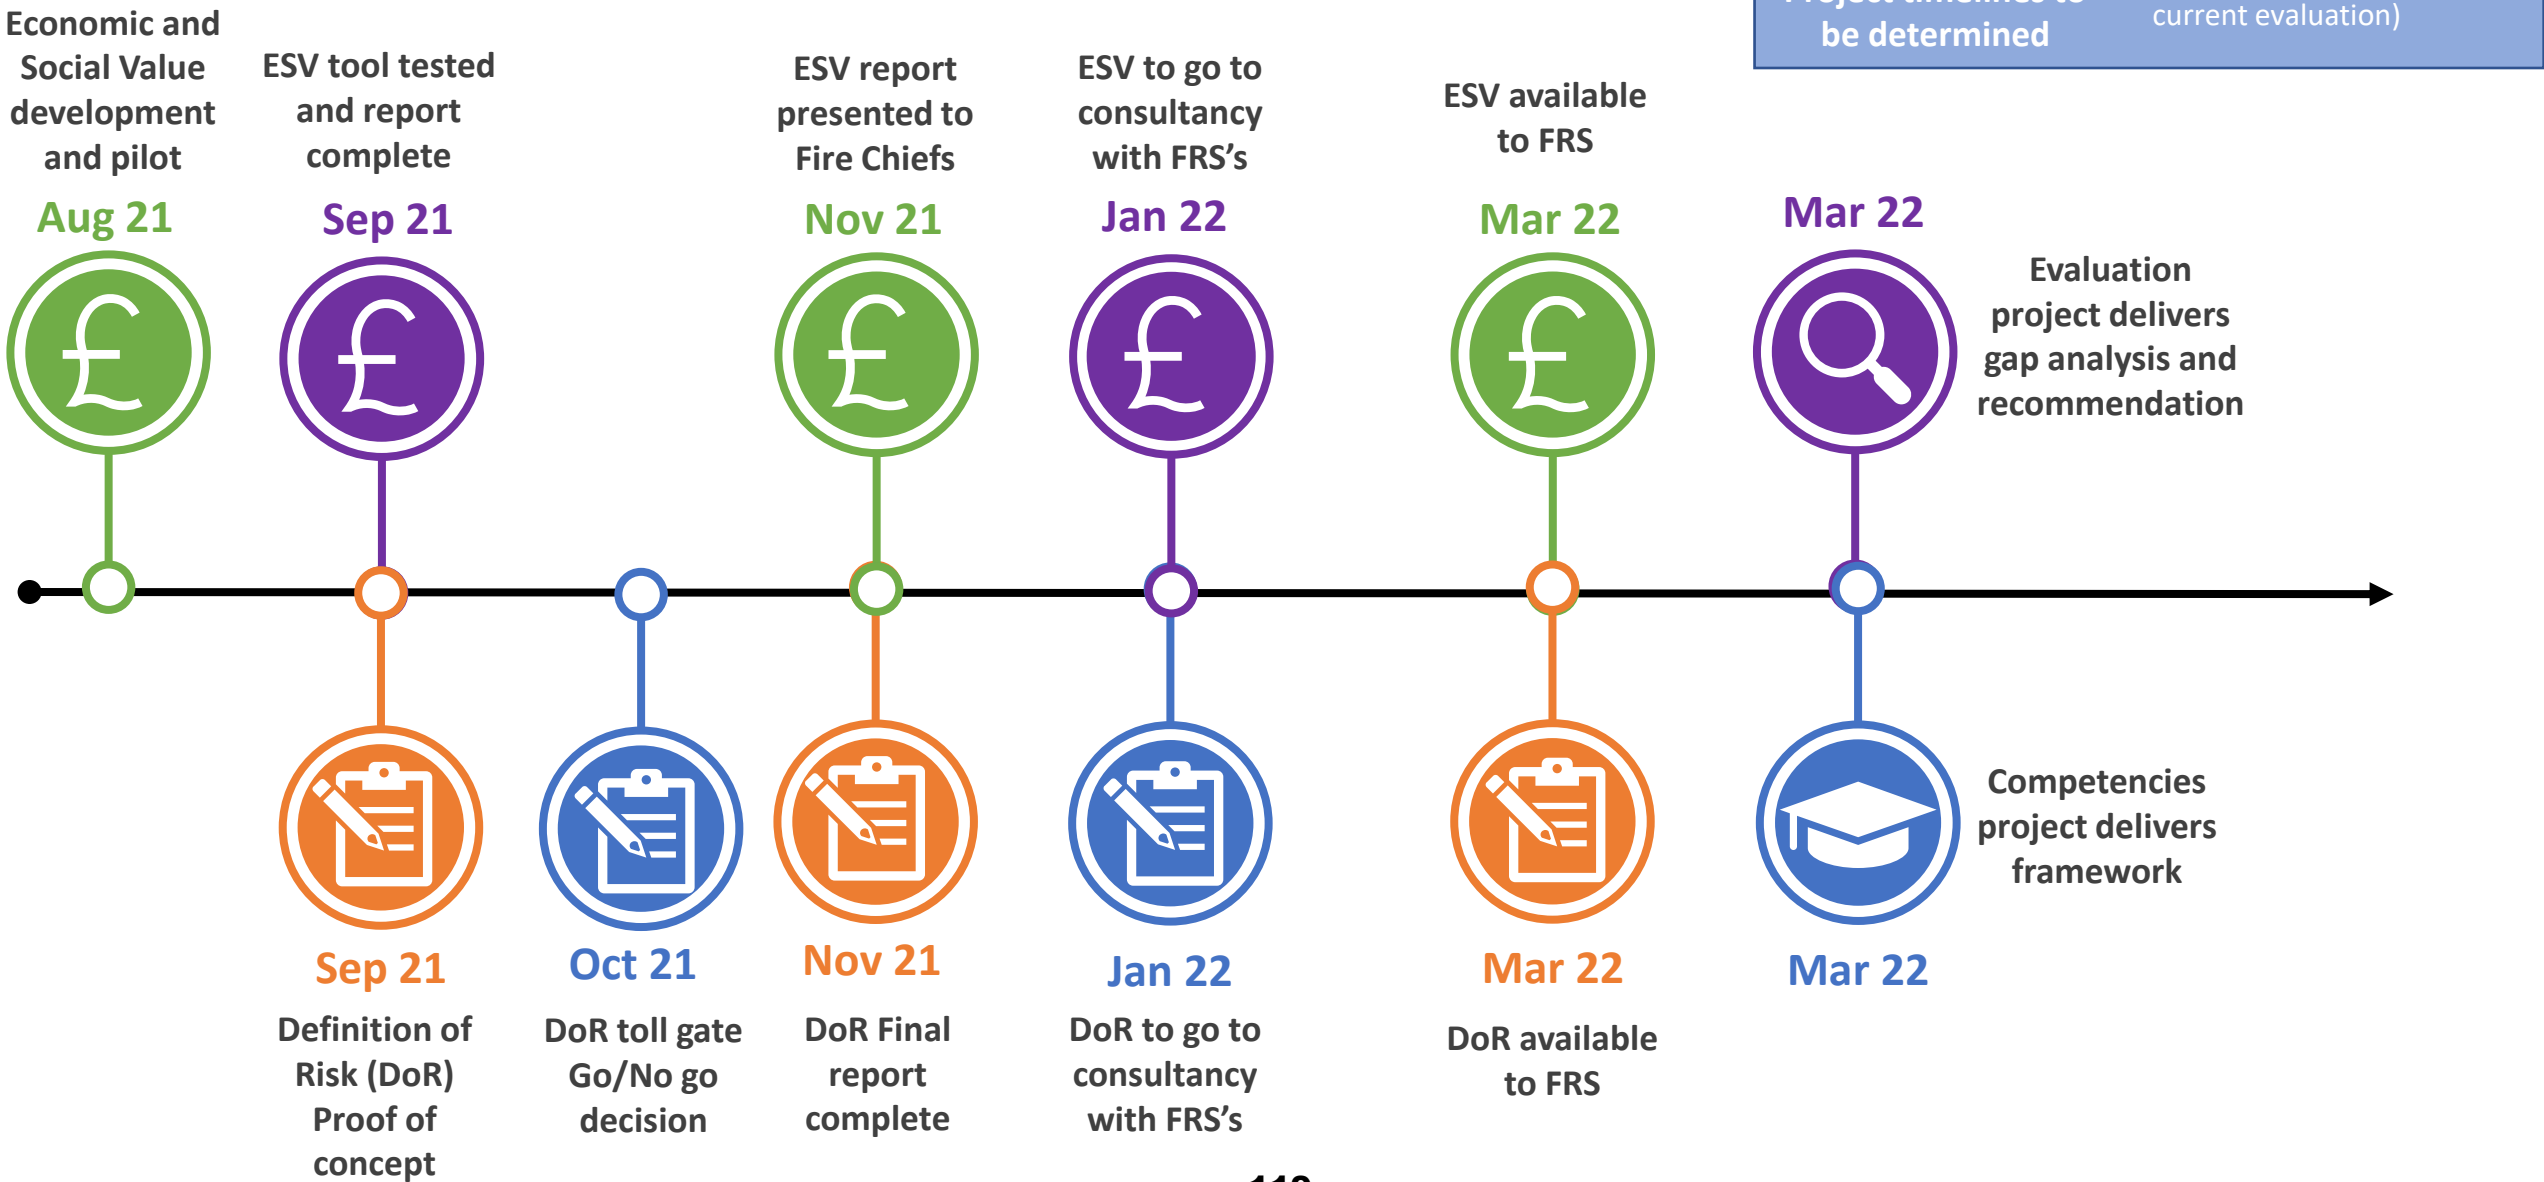 Economic and
Social Value
development
and pilot
Aug 21
ESV tool tested
and report
complete
Sep 21
ESV report
presented to
Fire Chiefs
Nov 21
ESV to go to
consultancy
with FRS’s
Jan 22
ESV available
to FRS
Mar 22
Project timelines to
be determined
current evaluation)
Mar 22
Evaluation
project delivers
gap analysis and
recommendation
Sep 21
Definition of
Risk (DoR)
Proof of
concept
Oct 21
DoR toll gate
Go/No go
decision
Nov 21
DoR Final
report
complete
Jan 22
DoR to go to
consultancy
with FRS’s
Mar 22
DoR available
to FRS
Mar 22
Competencies
project delivers
framework